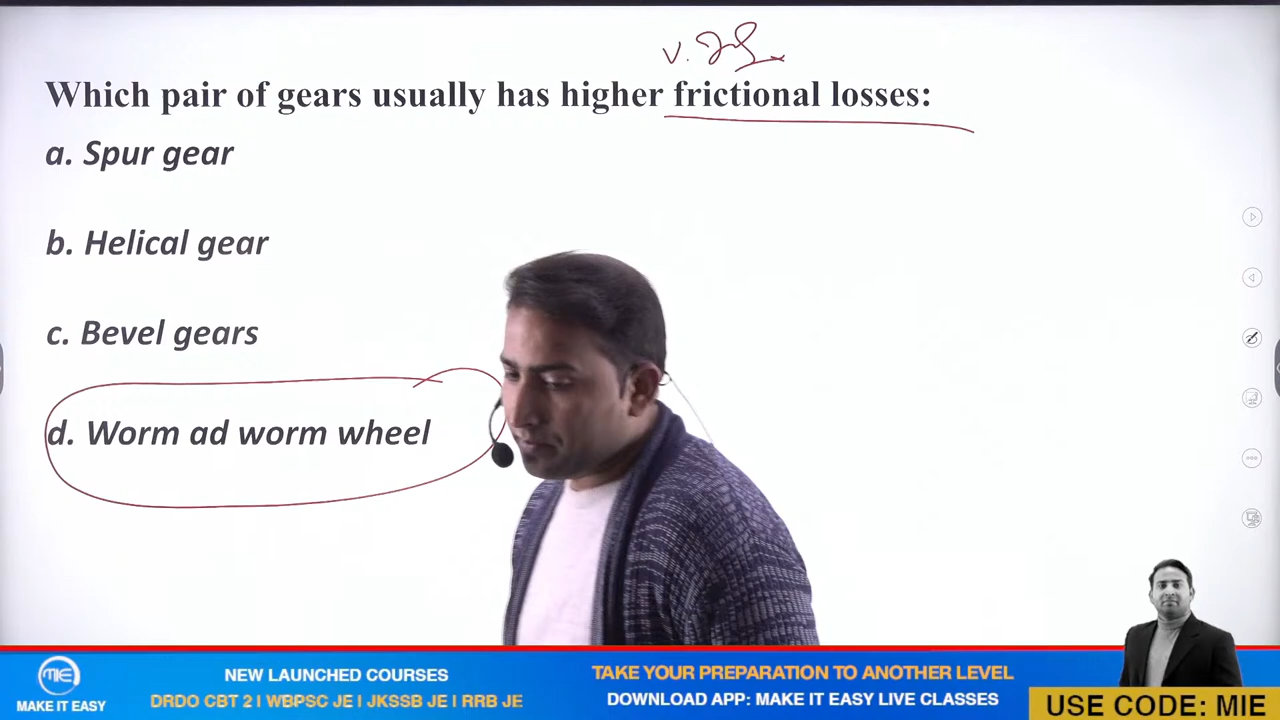 Which pair of gears usually has higher frictional losses:
a. Spur gear
b. Helical gear
c. Bevel gears
d. Worm ad worm wheel
MIE
MAKE IT EASY
NEW LAUNCHED COURSES
DRDO CBT 2 I WBPSC JE I JKSSB JE I RRB JE
TAKE YOUR PREPARATION TO ANOTHER LEVEL
DOWNLOAD APP: MAKE IT EASY LIVE CLASSES
USE CODE: MIE